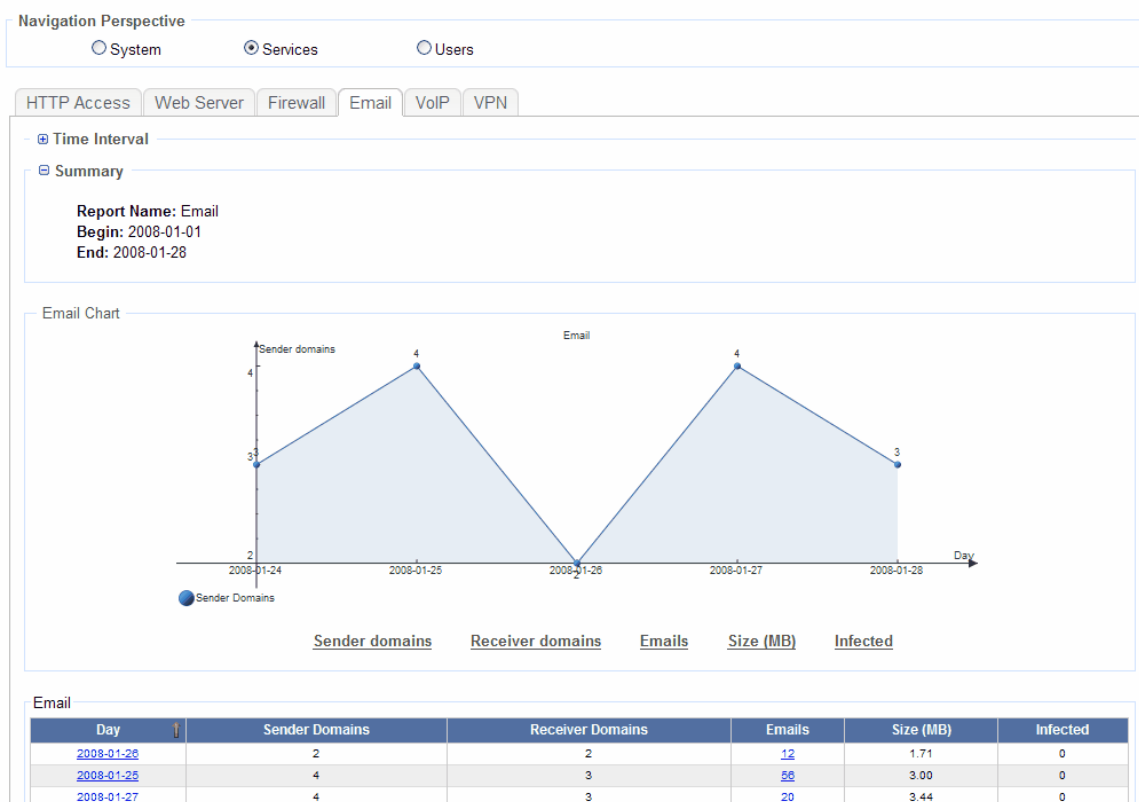 Navigation Perspective
System Services Users
HTTP Access Web Server Firewall Email VoIP VPN
Time Interval
Summary
Report Name: Email
Begin: 2008-01-01
End: 2008-01-28
Email Chart
Email
Sender domains
4
4
4
3
3
3
2
2
Day
2008-01-24 2008-01-25 2008-01-26 2008-01-27 2008-01-28
Sender Domains
Sender domains Receiver domains Emails Size (MB) Infected
Email
Day Sender Domains Receiver Domains Emails Size (MB) Infected
2008-01-26 2 2 12 1.71 0
2008-01-25 4 3 56 3.00 0
2008-01-27 4 3 20 3.44 0